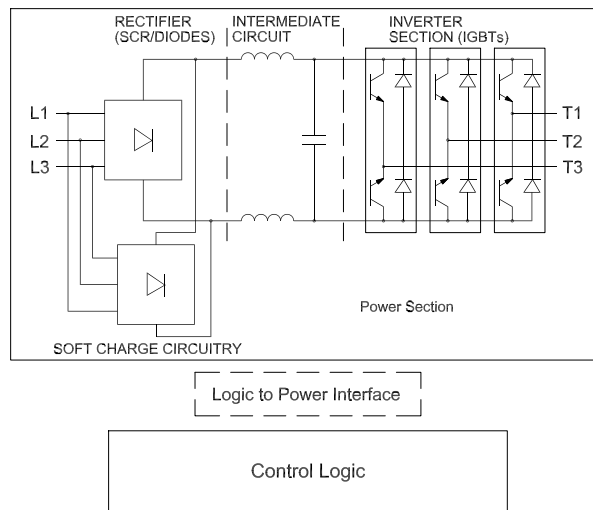 RECTIFIER
(SCR/DIODES)
INTERMEDIATE
CIRCUIT
INVERTER
SECTION (IGBTs)
L1
L2
L3
T1
T2
T3
Power Section
SOFT CHARGE CIRCUITRY
Logic to Power Interface
Control Logic